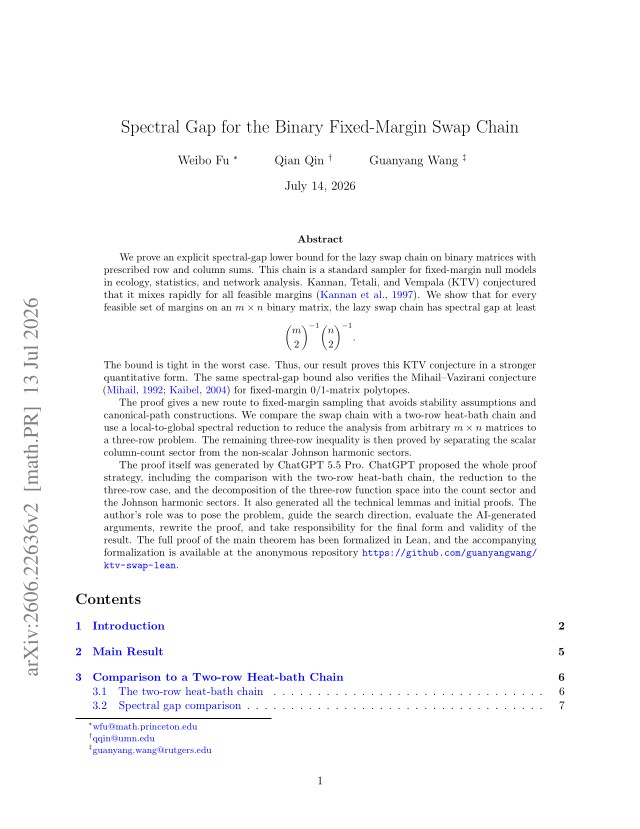 Spectral Gap for the Binary Fixed-Margin Swap Chain
Weibo Fu * Qian Qin † Guanyang Wang ‡
July 14, 2026
Abstract
We prove an explicit spectral-gap lower bound for the lazy swap chain on binary matrices with
prescribed row and column sums. This chain is a standard sampler for fixed-margin null models
in ecology, statistics, and network analysis. Kannan, Tetali, and Vempala (KTV) conjectured
that it mixes rapidly for all feasible margins (Kannan et al., 1997). We show that for every
feasible set of margins on an m × n binary matrix, the lazy swap chain has spectral gap at least
(m 2)⁻¹ (n 2)⁻¹.
The bound is tight in the worst case. Thus, our result proves this KTV conjecture in a stronger
quantitative form. The same spectral-gap bound also verifies the Mihail–Vazirani conjecture
(Mihail, 1992; Kaibel, 2004) for fixed-margin 0/1-matrix polytopes.
The proof gives a new route to fixed-margin sampling that avoids stability assumptions and
canonical-path constructions. We compare the swap chain with a two-row heat-bath chain and
use a local-to-global spectral reduction to reduce the analysis from arbitrary m × n matrices to
a three-row problem. The remaining three-row inequality is then proved by separating the scalar
column-count sector from the non-scalar Johnson harmonic sectors.
The proof itself was generated by ChatGPT 5.5 Pro. ChatGPT proposed the whole proof
strategy, including the comparison with the two-row heat-bath chain, the reduction to the
three-row case, and the decomposition of the three-row function space into the count sector and
the Johnson harmonic sectors. It also generated all the technical lemmas and initial proofs. The
author's role was to pose the problem, guide the search direction, evaluate the AI-generated
arguments, rewrite the proof, and take responsibility for the final form and validity of the
result. The full proof of the main theorem has been formalized in Lean, and the accompanying
formalization is available at the anonymous repository https://github.com/guanyangwang/
ktv-swap-lean.
Contents
1 Introduction 2
2 Main Result 5
3 Comparison to a Two-row Heat-bath Chain 6
3.1 The two-row heat-bath chain . . . . . . . . . . . . . . . . . . . . . . . . . . . . . . 6
3.2 Spectral gap comparison . . . . . . . . . . . . . . . . . . . . . . . . . . . . . . . . . 7
*wfu@math.princeton.edu
†qqin@umn.edu
‡guanyang.wang@rutgers.edu
1
arXiv:2606.22636v2 [math.PR] 13 Jul 2026